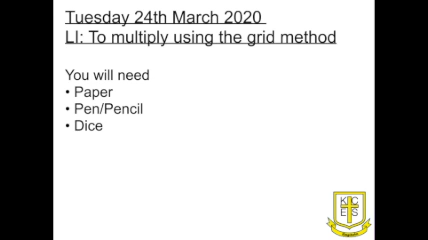 Tuesday 24th March 2020
LI: To multiply using the grid method
You will need
• Paper
• Pen/Pencil
• Dice
K C
E S